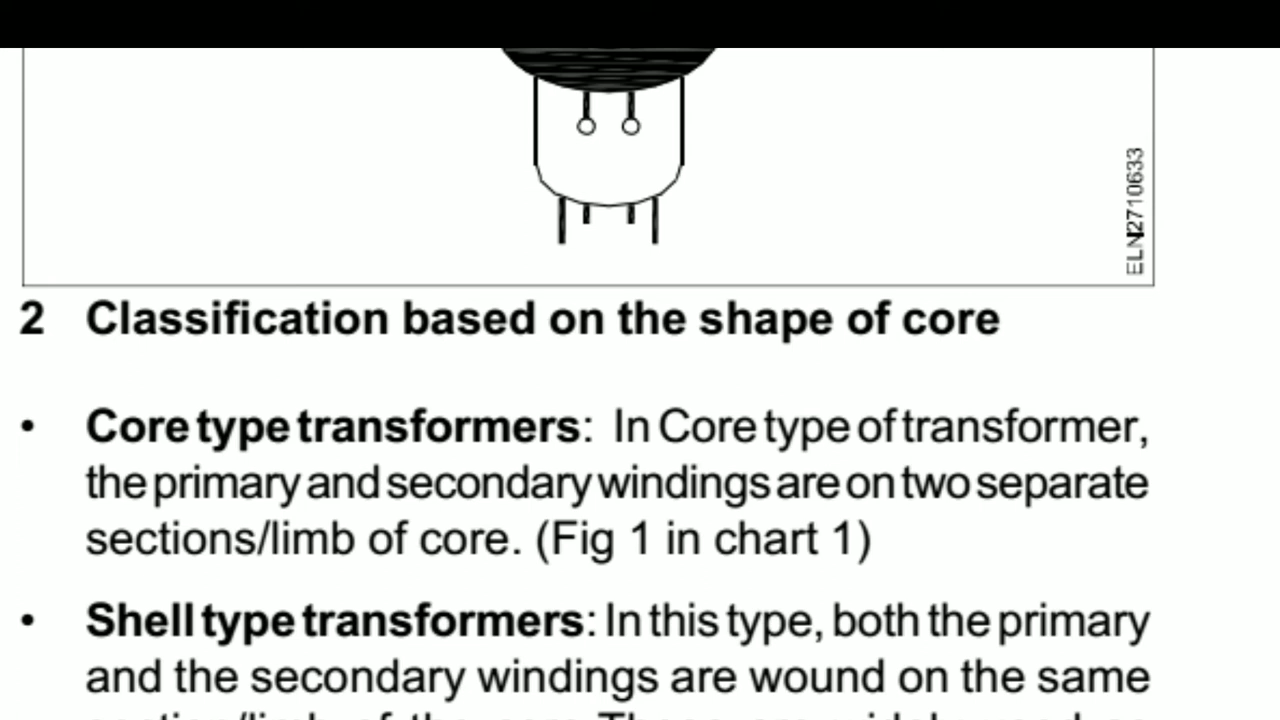 ELN2710633
2 Classification based on the shape of core
• Core type transformers: In Core type of transformer,
the primary and secondary windings are on two separate
sections/limb of core. (Fig 1 in chart 1)
• Shell type transformers: In this type, both the primary
and the secondary windings are wound on the same